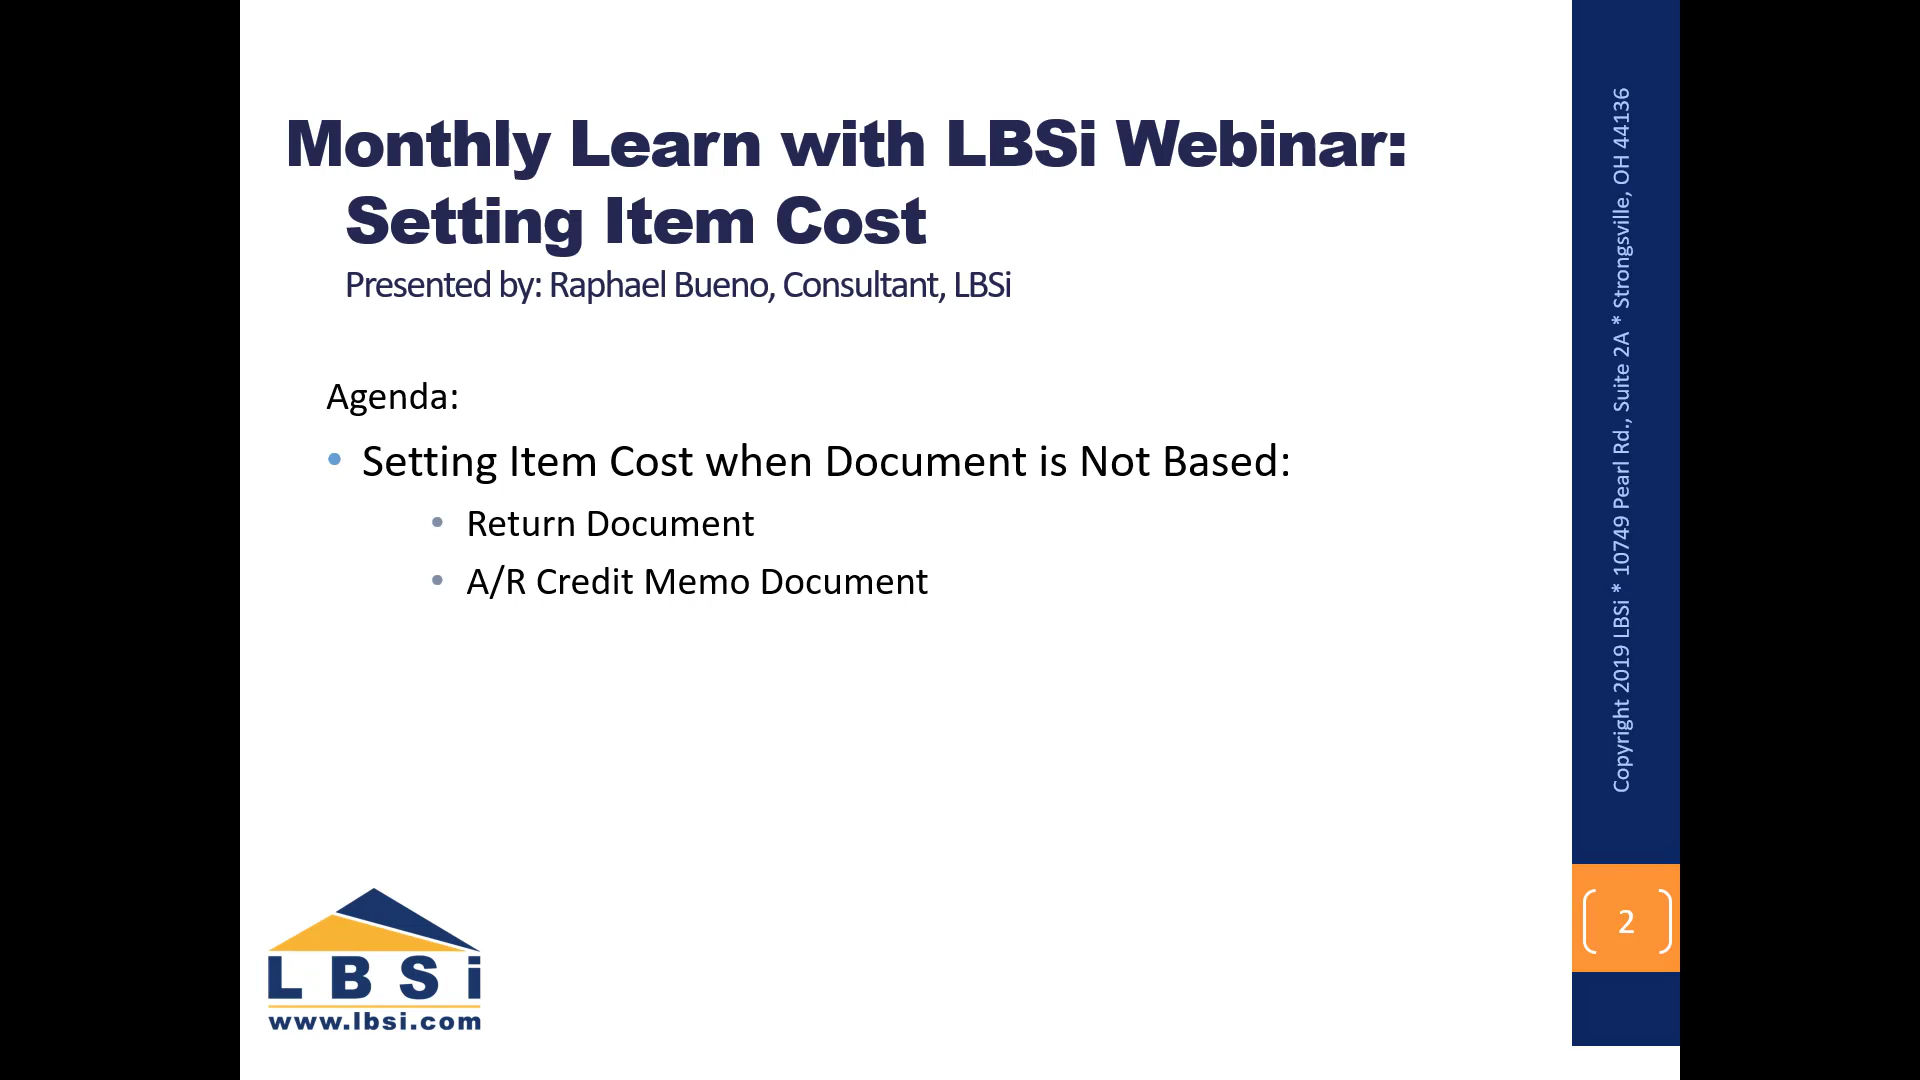 Monthly Learn with LBSi Webinar:
Setting Item Cost
Presented by: Raphael Bueno, Consultant, LBSi
Agenda:
• Setting Item Cost when Document is Not Based:
• Return Document
• A/R Credit Memo Document
LBSi
www.lbsi.com
Copyright 2019 LBSi * 10749 Pearl Rd., Suite 2A * Strongsville, OH 44136
2